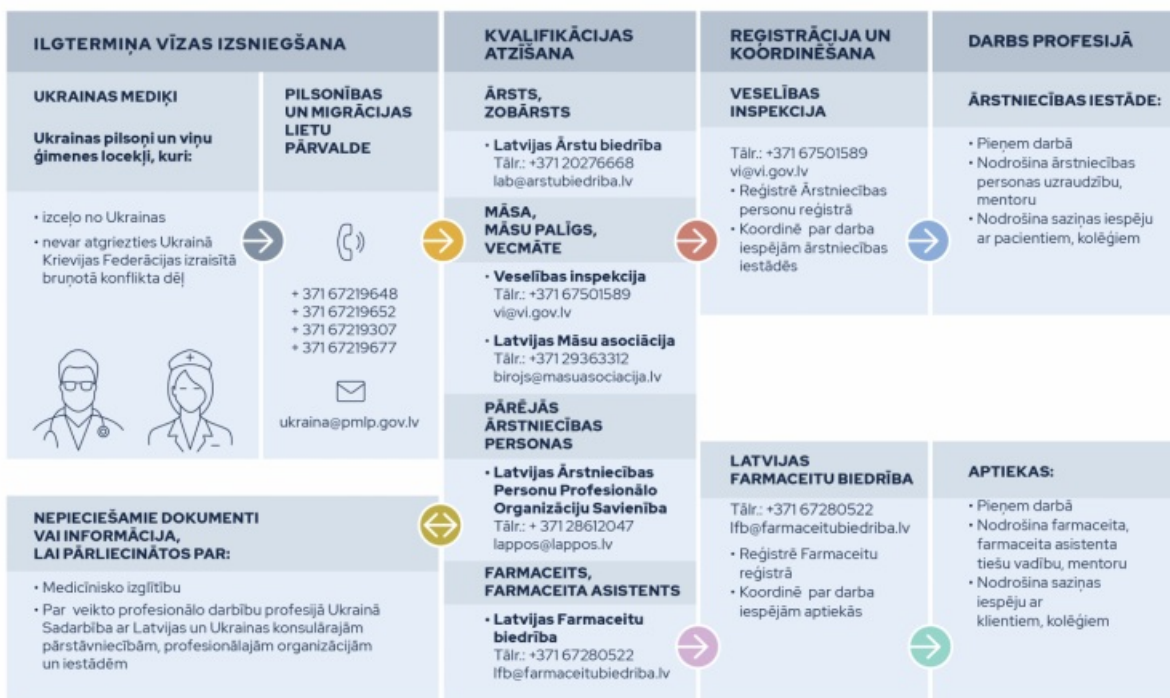 ILGTERMIŅA VĪZAS IZSNIEGŠANA
UKRAINAS MEDIĶI
Ukrainas pilsoņi un viņu
ģimenes locekļi, kuri:
• izceļo no Ukrainas
• nevar atgriezties Ukrainā
Krievijas Federācijas izraisītā
bruņotā konflikta dēļ
PILSONĪBAS
UN MIGRĀCIJAS
LIETU
PĀRVALDE
+ 371 67219648
+ 371 67219652
+ 371 67219307
+ 371 67219677
ukraina@pmlp.gov.lv
NEPIECIEŠAMIE DOKUMENTI
VAI INFORMĀCIJA,
LAI PĀRLIECINĀTOS PAR:
• Medicīnisko izglītību
• Par veikto profesionālo darbību profesijā Ukrainā
Sadarbība ar Latvijas un Ukrainas konsulārajām
pārstāvniecībām, profesionālajām organizācijām
un iestādēm
KVALIFIKĀCIJAS
ATZĪŠANA
ĀRSTS,
ZOBĀRSTS
• Latvijas Ārstu biedrība
Tālr.: +371 20276668
lab@arstubiedriba.lv
MĀSA,
MĀSU PALĪGS,
VECMĀTE
• Veselības inspekcija
Tālr.: +371 67501589
vi@vi.gov.lv
• Latvijas Māsu asociācija
Tālr.: +371 29363312
birojs@masuasociacija.lv
PĀRĒJĀS
ĀRSTNIECĪBAS
PERSONAS
• Latvijas Ārstniecības
Personu Profesionālo
Organizāciju Savienība
Tālr.: + 371 28612047
lappos@lappos.lv
FARMACEITS,
FARMACEITA ASISTENTS
• Latvijas Farmaceitu
biedrība
Tālr.: +371 67280522
lfb@farmaceitubiedriba.lv
REĢISTRĀCIJA UN
KOORDINĒŠANA
VESELĪBAS
INSPEKCIJA
Tālr.: +371 67501589
vi@vi.gov.lv
• Reģistrē Ārstniecības
personu reģistrā
• Koordinē par darba
iespējām ārstniecības
iestādēs
LATVIJAS
FARMACEITU BIEDRĪBA
Tālr.: +371 67280522
lfb@farmaceitubiedriba.lv
• Reģistrē Farmaceitu
reģistrā
• Koordinē par darba
iespējām aptiekās
DARBS PROFESIJĀ
ĀRSTNIECĪBAS IESTĀDE:
• Pieņem darbā
• Nodrošina ārstniecības
personas uzraudzību,
mentoru
• Nodrošina saziņas iespēju
ar pacientiem, kolēģiem
APTIEKAS:
• Pieņem darbā
• Nodrošina farmaceita,
farmaceita asistenta
tiešu vadību, mentoru
• Nodrošina saziņas
iespēju ar
klientiem, kolēģiem